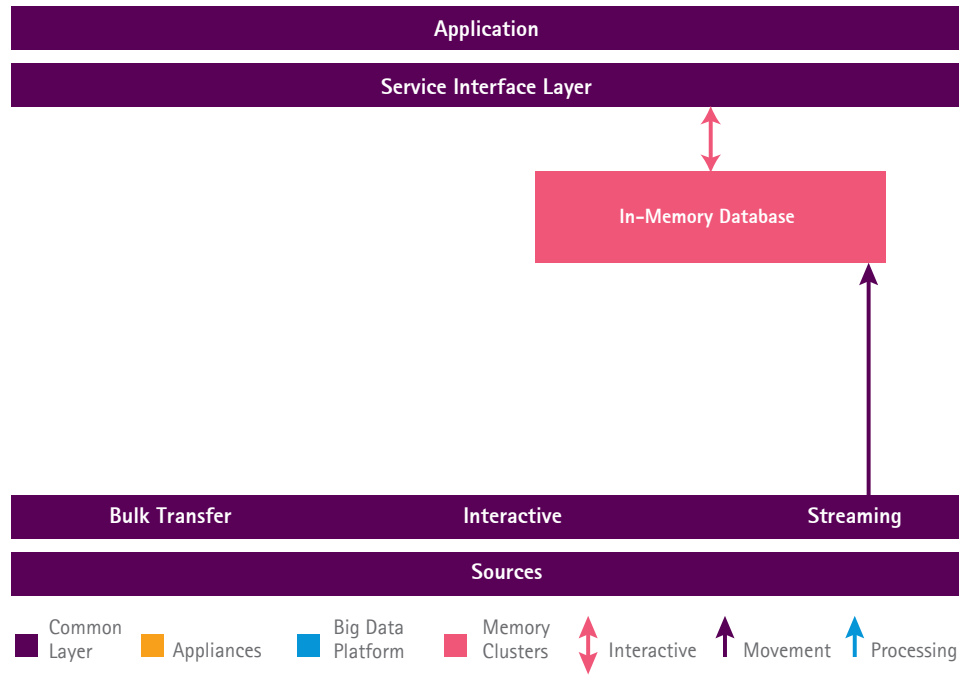 Application
Service Interface Layer
In-Memory Database
Bulk Transfer Interactive Streaming
Sources
Common
Layer
Appliances
Big Data
Platform
Memory
Clusters
Interactive
Movement
Processing